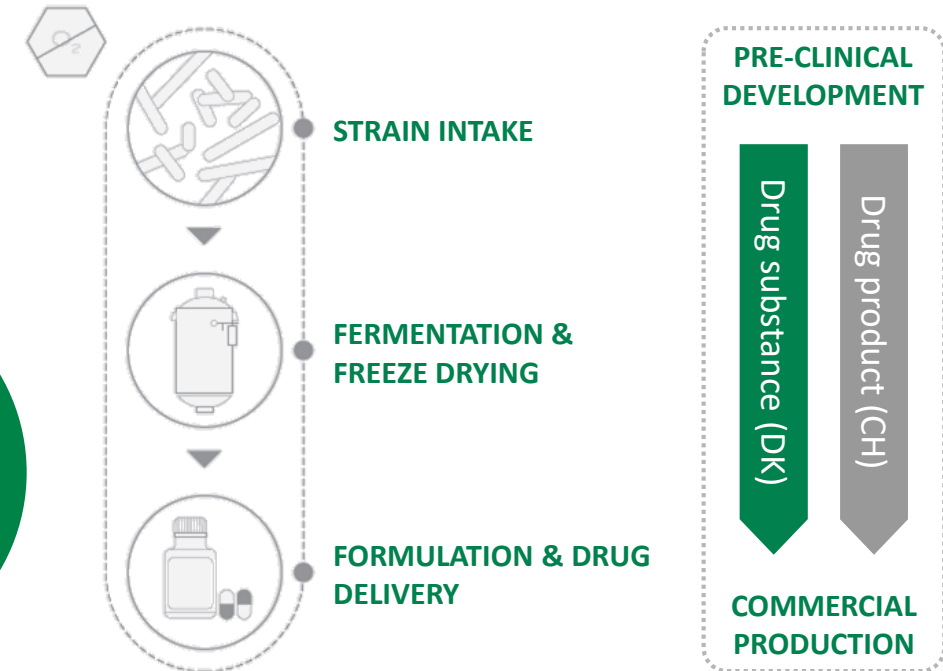 O2
STRAIN INTAKE
FERMENTATION &
FREEZE DRYING
FORMULATION & DRUG
DELIVERY
PRE-CLINICAL
DEVELOPMENT
Drug substance (DK)
Drug product (CH)
COMMERCIAL
PRODUCTION